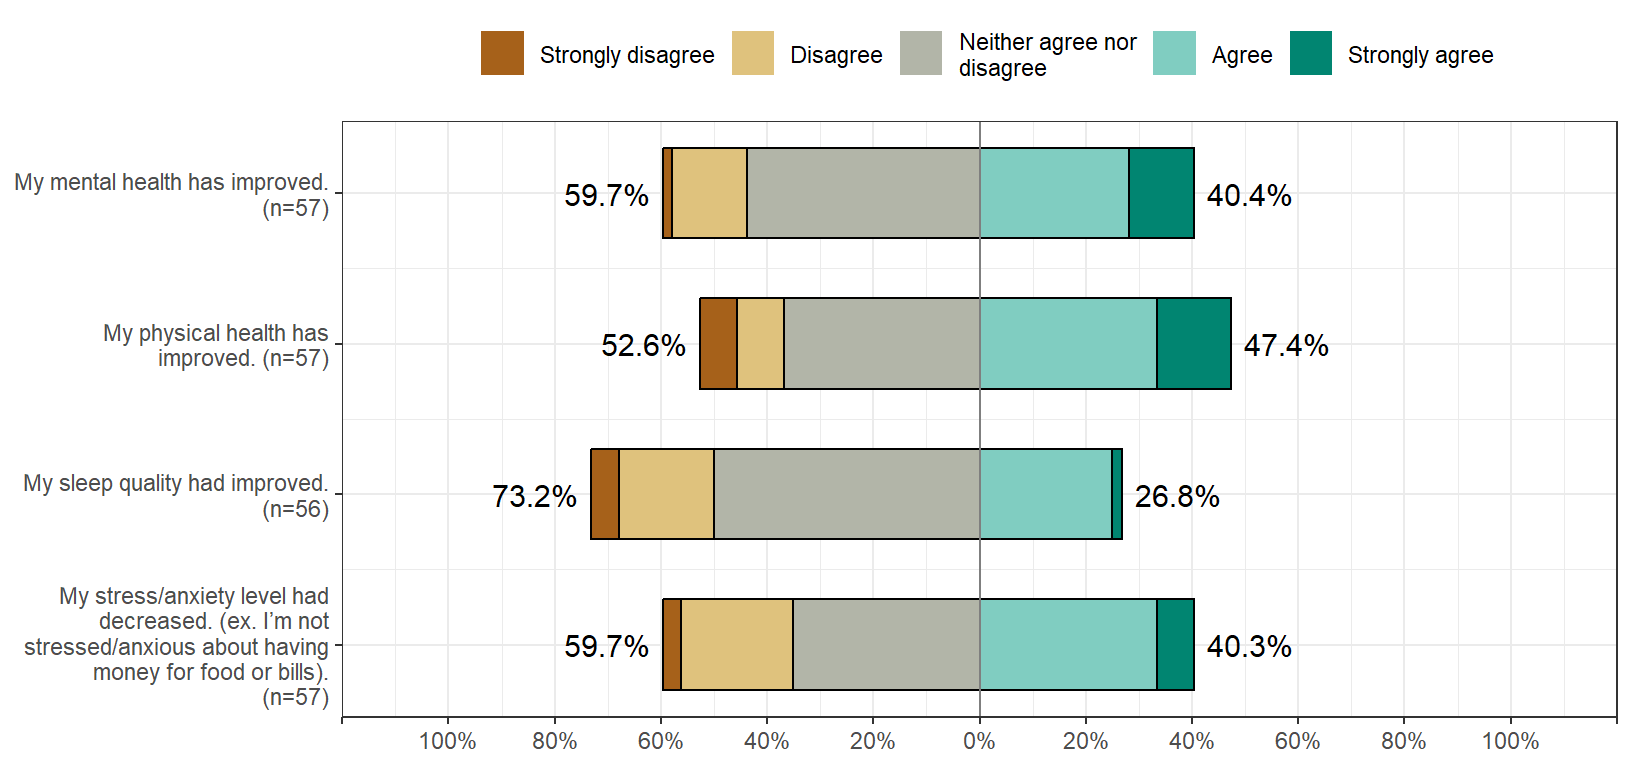 Strongly disagree
Disagree
Neither agree nor
disagree
Agree
Strongly agree
My mental health has improved.
(n=57)
59.7%
40.4%
My physical health has
improved. (n=57)
52.6%
47.4%
My sleep quality had improved.
(n=56)
73.2%
26.8%
My stress/anxiety level had
decreased. (ex. I’m not
stressed/anxious about having
money for food or bills).
(n=57)
59.7%
40.3%
100% 80% 60% 40% 20% 0% 20% 40% 60% 80% 100%